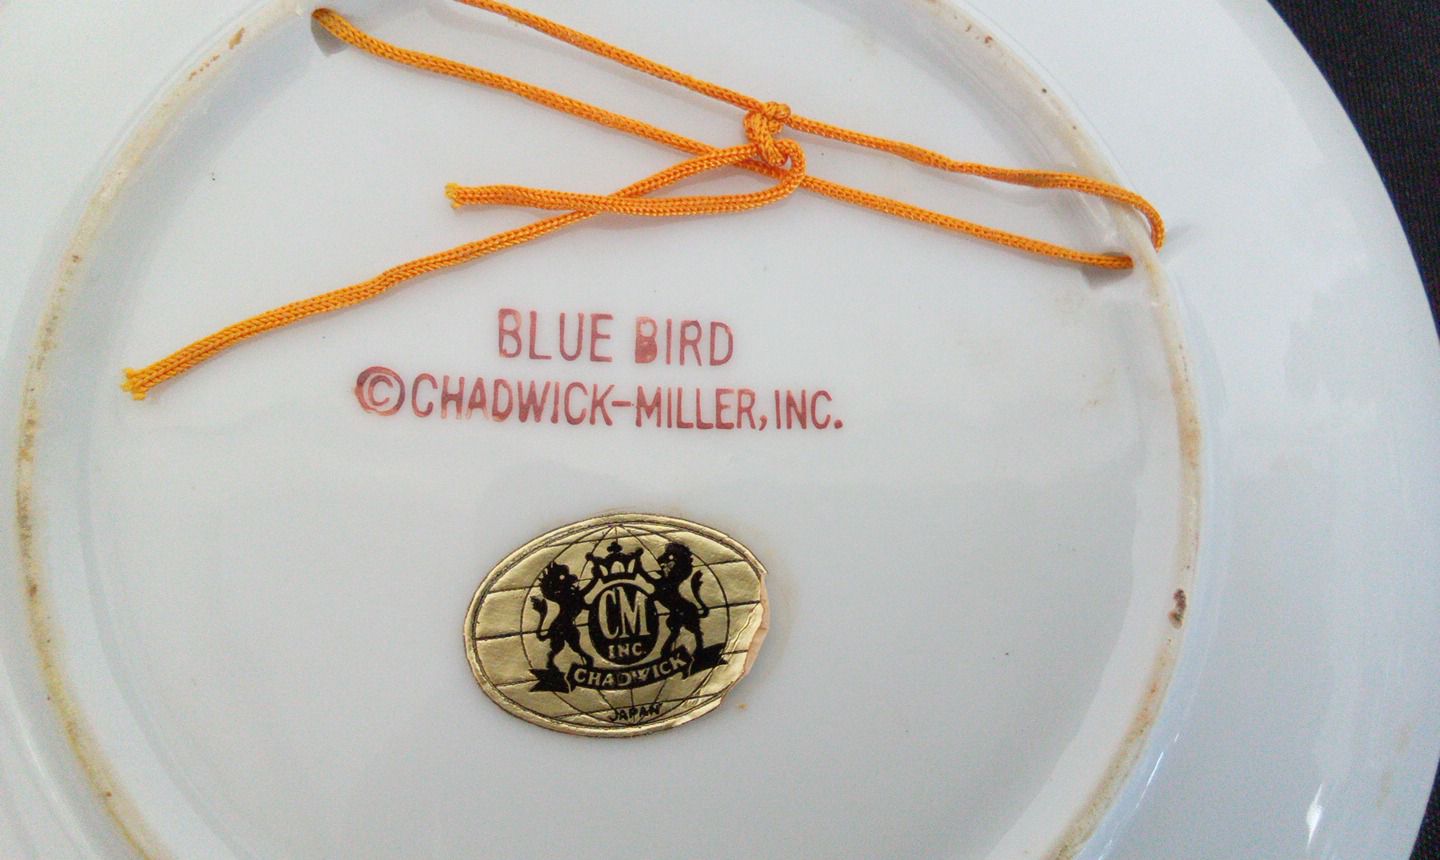 BLUE BIRD
©CHADWICK-MILLER, INC.
CM
INC.
CHADWICK
JAPAN